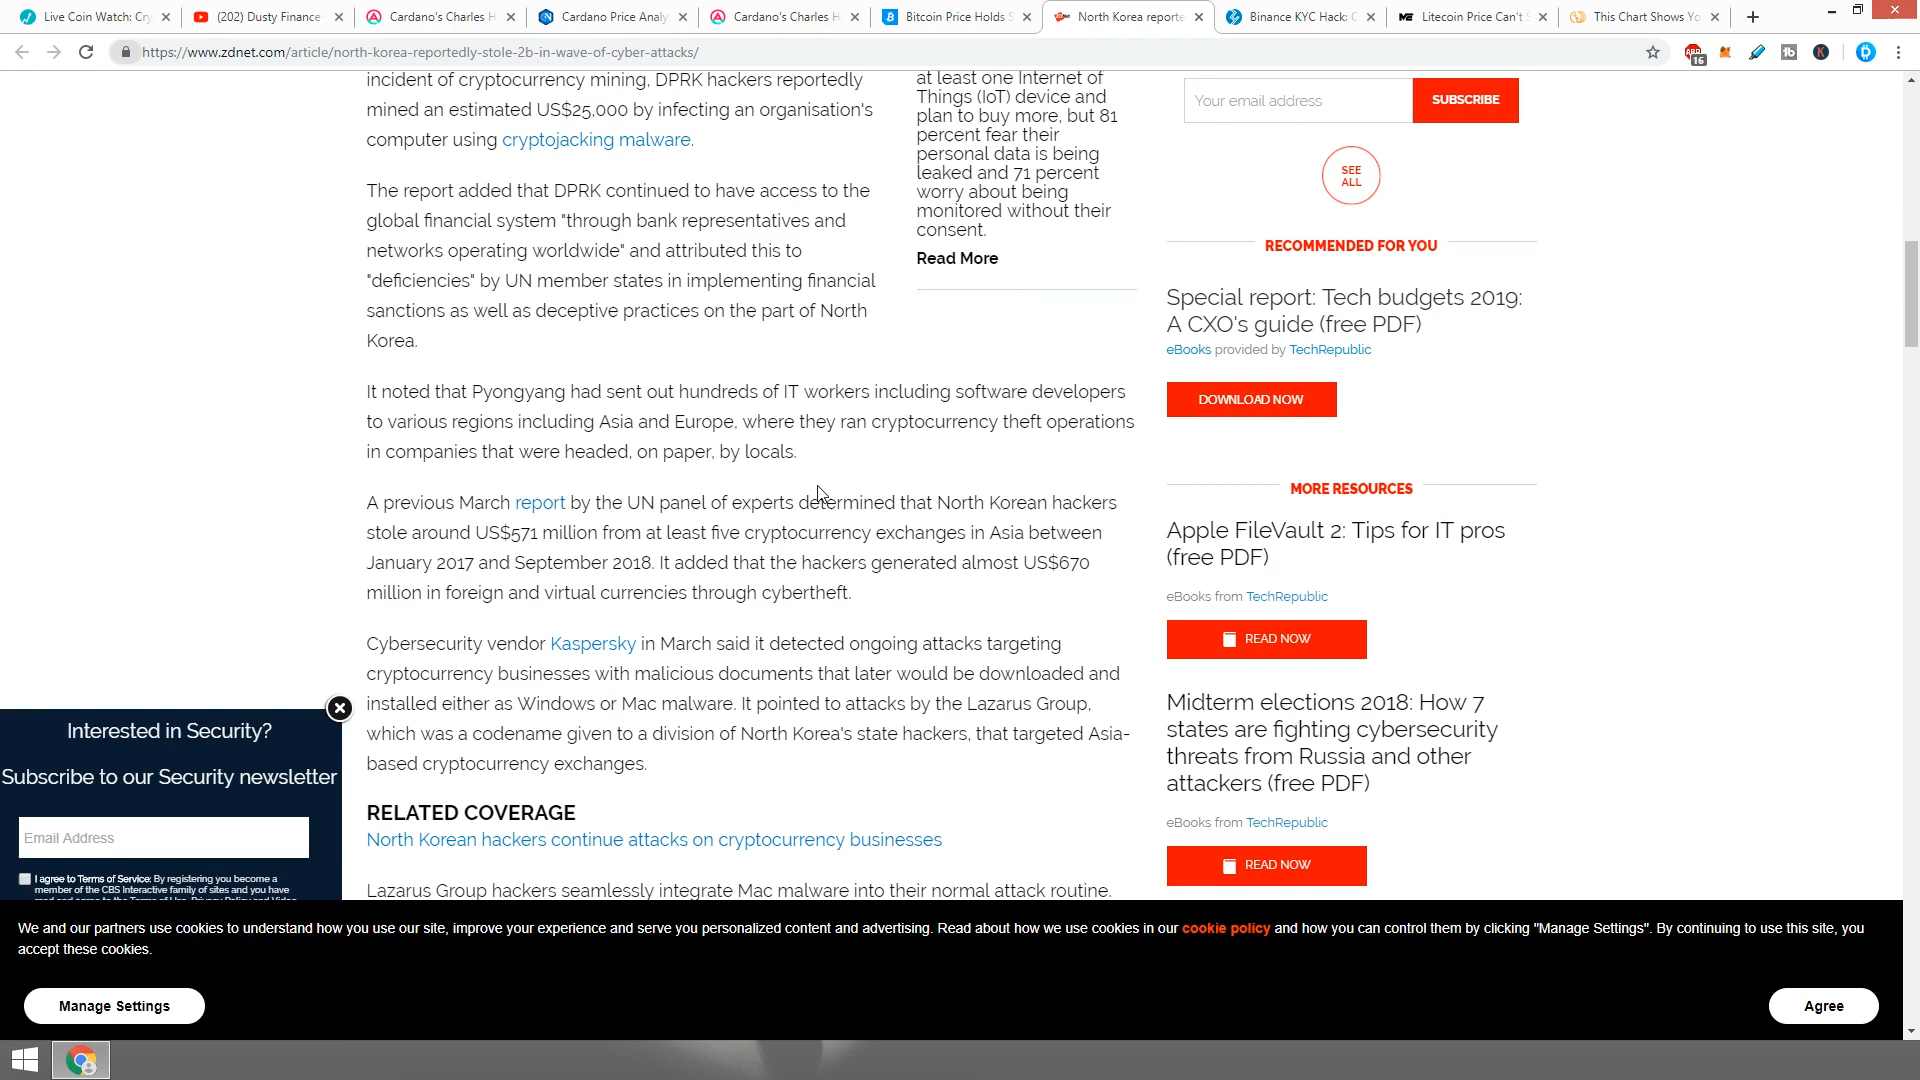 Live Coin Watch: Cry
(202) Dusty Finance
Cardano's Charles H
Cardano Price Analy
Cardano's Charles H
Bitcoin Price Holds S
North Korea reporte
Binance KYC Hack: C
Litecoin Price Can't S
This Chart Shows Yo
https://www.zdnet.com/article/north-korea-reportedly-stole-2b-in-wave-of-cyber-attacks/
ABP
16
incident of cryptocurrency mining, DPRK hackers reportedly
mined an estimated US$25,000 by infecting an organisation's
computer using cryptojacking malware.
The report added that DPRK continued to have access to the
global financial system "through bank representatives and
networks operating worldwide" and attributed this to
"deficiencies" by UN member states in implementing financial
sanctions as well as deceptive practices on the part of North
Korea.
at least one Internet of
Things (IoT) device and
plan to buy more, but 81
percent fear their
personal data is being
leaked and 71 percent
worry about being
monitored without their
consent.
Read More
It noted that Pyongyang had sent out hundreds of IT workers including software developers
to various regions including Asia and Europe, where they ran cryptocurrency theft operations
in companies that were headed, on paper, by locals.
A previous March report by the UN panel of experts determined that North Korean hackers
stole around US$571 million from at least five cryptocurrency exchanges in Asia between
January 2017 and September 2018. It added that the hackers generated almost US$670
million in foreign and virtual currencies through cybertheft.
Cybersecurity vendor Kaspersky in March said it detected ongoing attacks targeting
cryptocurrency businesses with malicious documents that later would be downloaded and
installed either as Windows or Mac malware. It pointed to attacks by the Lazarus Group,
which was a codename given to a division of North Korea's state hackers, that targeted Asia-
based cryptocurrency exchanges.
RELATED COVERAGE
North Korean hackers continue attacks on cryptocurrency businesses
Lazarus Group hackers seamlessly integrate Mac malware into their normal attack routine.
Your email address
SUBSCRIBE
SEE
ALL
RECOMMENDED FOR YOU
Special report: Tech budgets 2019:
A CXO's guide (free PDF)
eBooks provided by TechRepublic
DOWNLOAD NOW
MORE RESOURCES
Apple FileVault 2: Tips for IT pros
(free PDF)
eBooks from TechRepublic
READ NOW
Midterm elections 2018: How 7
states are fighting cybersecurity
threats from Russia and other
attackers (free PDF)
eBooks from TechRepublic
READ NOW
Interested in Security?
Subscribe to our Security newsletter
Email Address
I agree to Terms of Service: By registering you become a
member of the CBS Interactive family of sites and you have
read and agree to the Terms of Use, Privacy Policy and Video
We and our partners use cookies to understand how you use our site, improve your experience and serve you personalized content and advertising. Read about how we use cookies in our cookie policy and how you can control them by clicking "Manage Settings". By continuing to use this site, you
accept these cookies.
Manage Settings
Agree